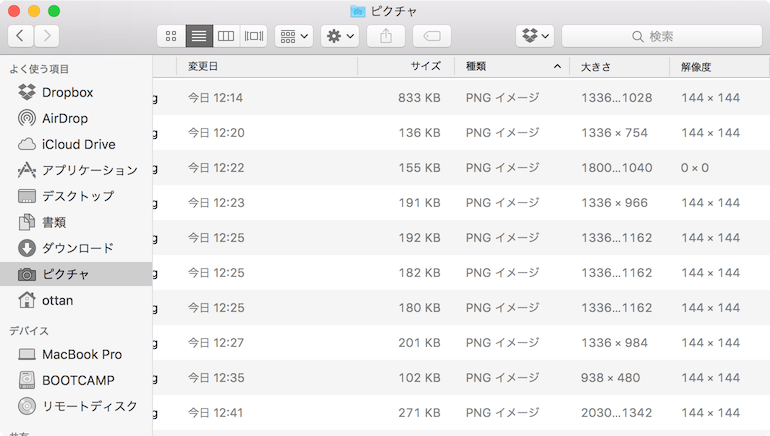 ピクチャ
検索
よく使う項目
Dropbox
AirDrop
iCloud Drive
アプリケーション
デスクトップ
書類
ダウンロード
ピクチャ
ottan
デバイス
MacBook Pro
BOOTCAMP
リモートディスク
変更日 サイズ 種類 大きさ 解像度
g 今日 12:14 833 KB PNG イメージ 1336...1028 144 × 144
g 今日 12:20 136 KB PNG イメージ 1336 × 754 144 × 144
g 今日 12:22 155 KB PNG イメージ 1800...1040 0 × 0
g 今日 12:23 191 KB PNG イメージ 1336 × 966 144 × 144
g 今日 12:25 192 KB PNG イメージ 1336...1162 144 × 144
g 今日 12:25 182 KB PNG イメージ 1336...1162 144 × 144
g 今日 12:25 180 KB PNG イメージ 1336...1162 144 × 144
g 今日 12:27 201 KB PNG イメージ 1336 × 984 144 × 144
g 今日 12:35 102 KB PNG イメージ 938 × 480 144 × 144
g 今日 12:41 271 KB PNG イメージ 2030...1342 144 × 144